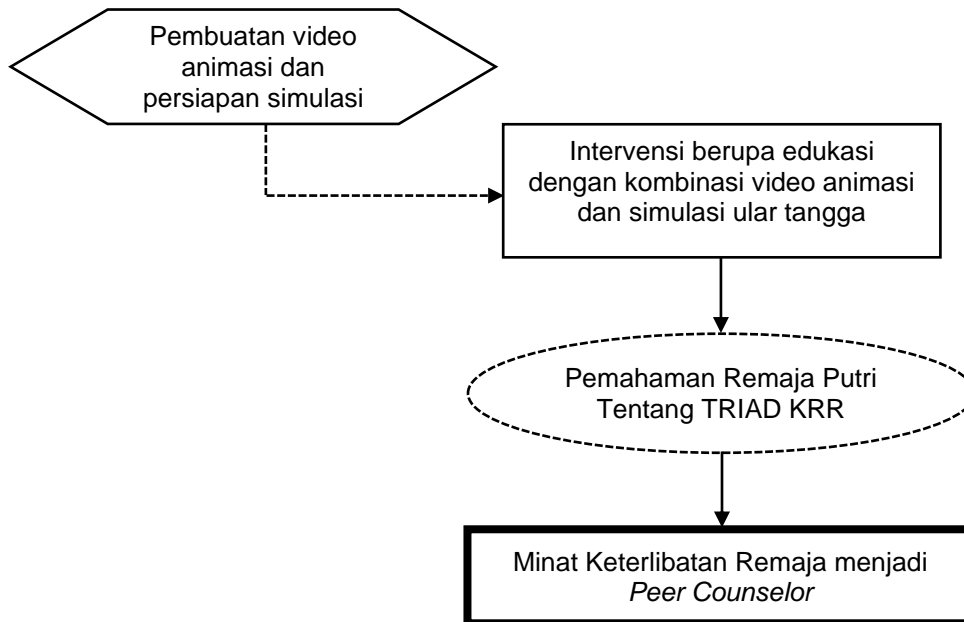 Pembuatan video
animasi dan
persiapan simulasi
Intervensi berupa edukasi
dengan kombinasi video animasi
dan simulasi ular tangga
Pemahaman Remaja Putri
Tentang TRIAD KRR
Minat Keterlibatan Remaja menjadi
Peer Counselor